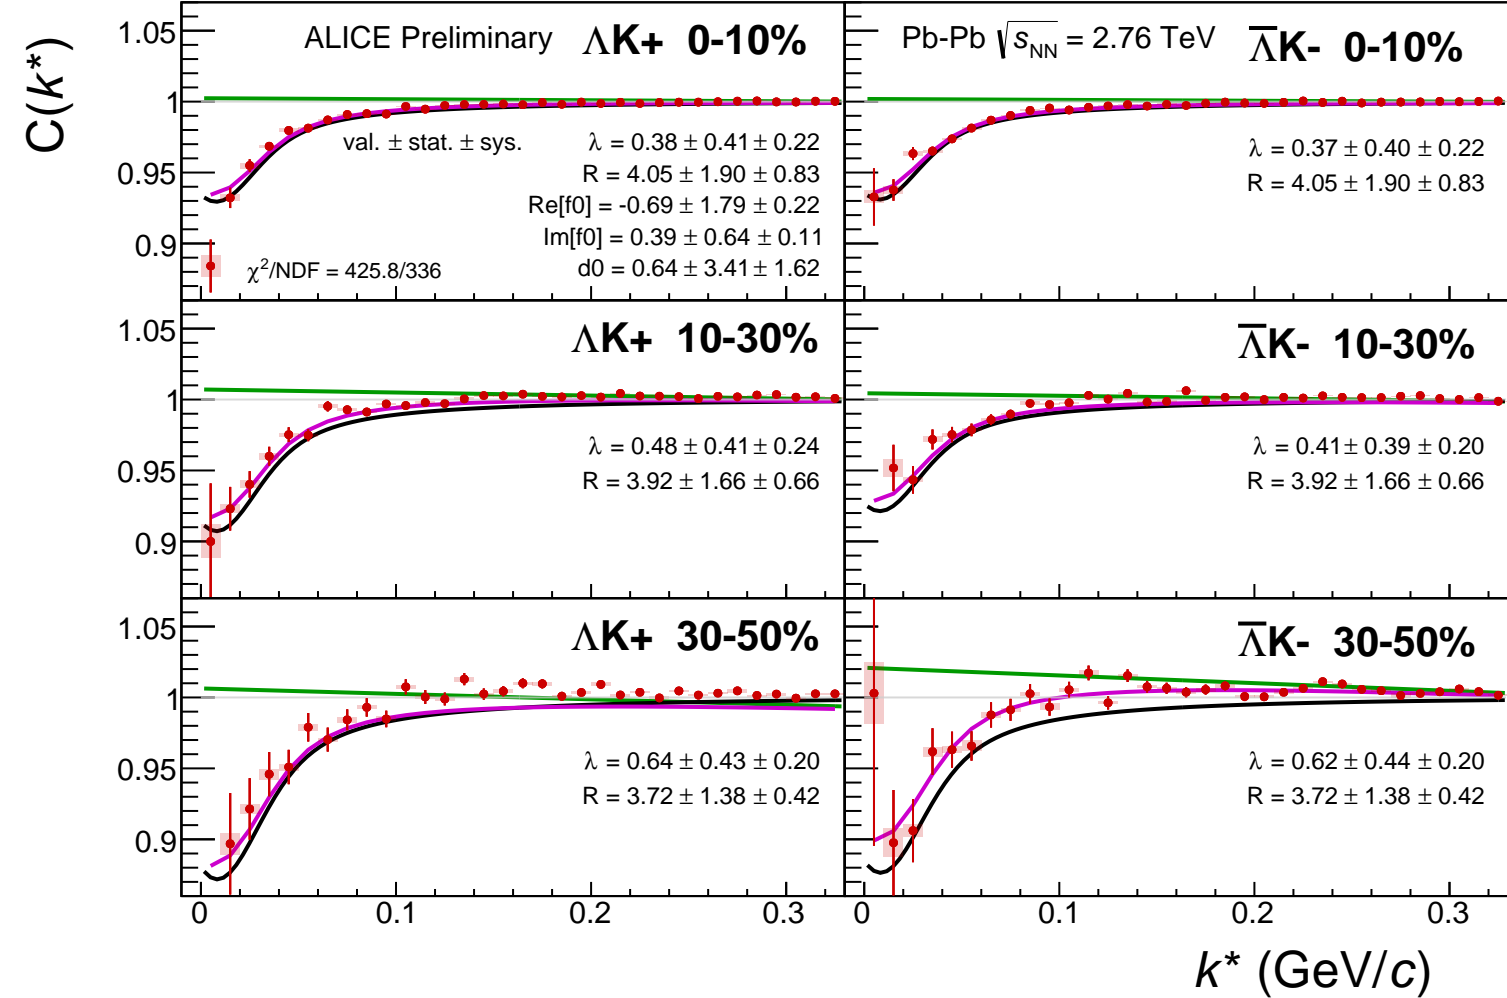 C(k*)
1.05
1
0.95
0.9
ALICE Preliminary ΛK+ 0-10%
val. ± stat. ± sys.
λ = 0.38 ± 0.41 ± 0.22
R = 4.05 ± 1.90 ± 0.83
Re[f0] = -0.69 ± 1.79 ± 0.22
Im[f0] = 0.39 ± 0.64 ± 0.11
d0 = 0.64 ± 3.41 ± 1.62
χ²/NDF = 425.8/336
Pb-Pb √s_NN = 2.76 TeV Λ̅K- 0-10%
λ = 0.37 ± 0.40 ± 0.22
R = 4.05 ± 1.90 ± 0.83
1.05
1
0.95
0.9
ΛK+ 10-30%
λ = 0.48 ± 0.41 ± 0.24
R = 3.92 ± 1.66 ± 0.66
Λ̅K- 10-30%
λ = 0.41 ± 0.39 ± 0.20
R = 3.92 ± 1.66 ± 0.66
1.05
1
0.95
0.9
ΛK+ 30-50%
λ = 0.64 ± 0.43 ± 0.20
R = 3.72 ± 1.38 ± 0.42
Λ̅K- 30-50%
λ = 0.62 ± 0.44 ± 0.20
R = 3.72 ± 1.38 ± 0.42
0 0.1 0.2 0.3
0 0.1 0.2 0.3
k* (GeV/c)